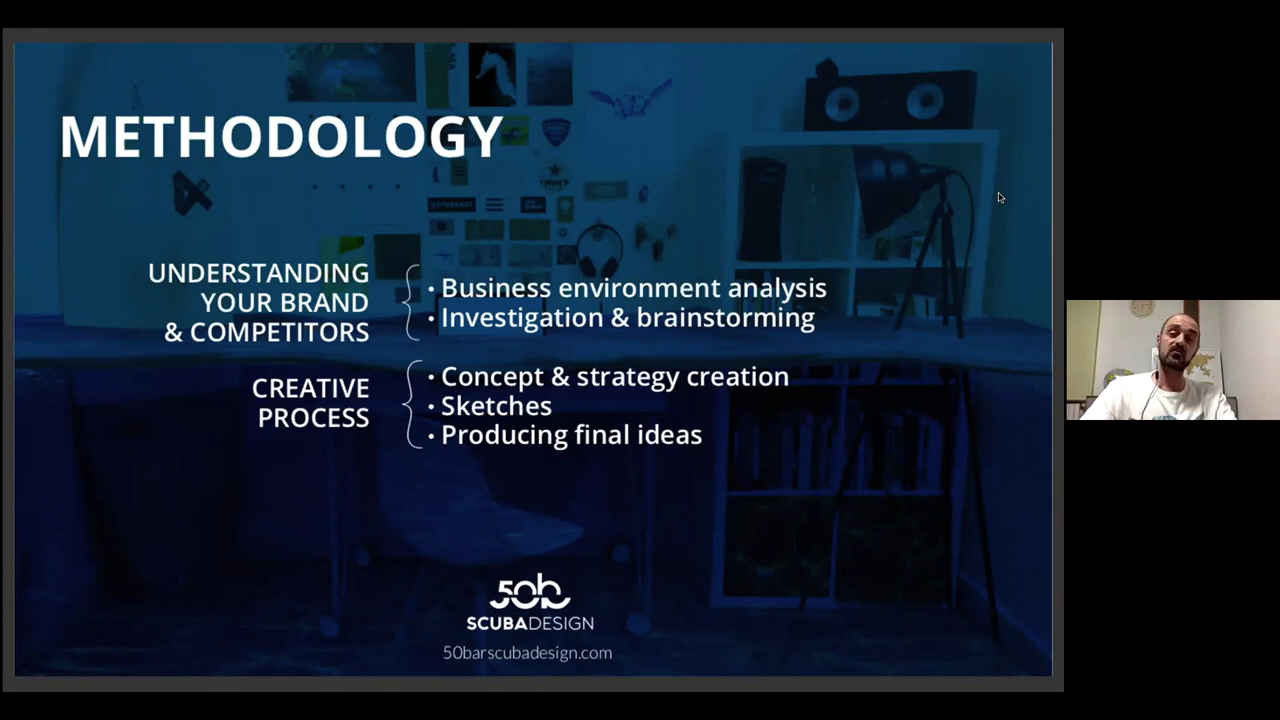 METHODOLOGY
UNDERSTANDING
YOUR BRAND
& COMPETITORS
• Business environment analysis
• Investigation & brainstorming
CREATIVE
PROCESS
• Concept & strategy creation
• Sketches
• Producing final ideas
50b
SCUBADESIGN
50barscubadesign.com